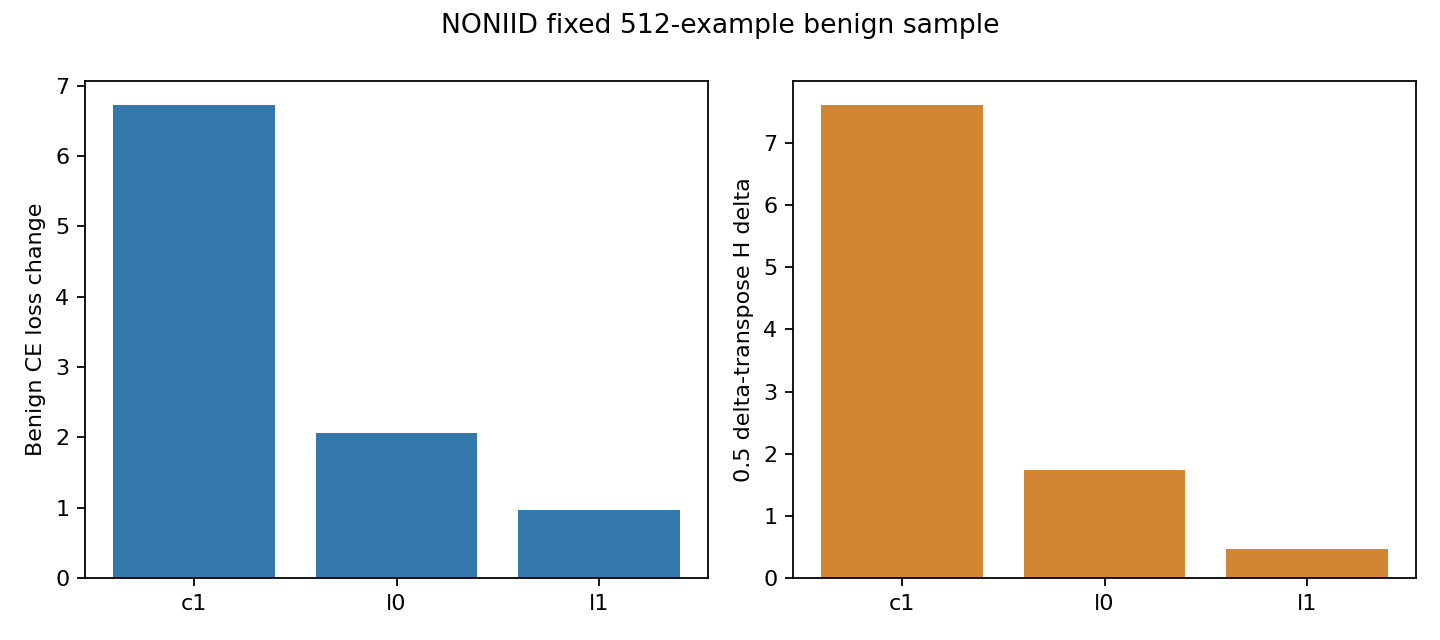 NONIID fixed 512-example benign sample
Benign CE loss change
7
6
5
4
3
2
1
0
c1
l0
l1
0.5 delta-transpose H delta
7
6
5
4
3
2
1
0
c1
l0
l1